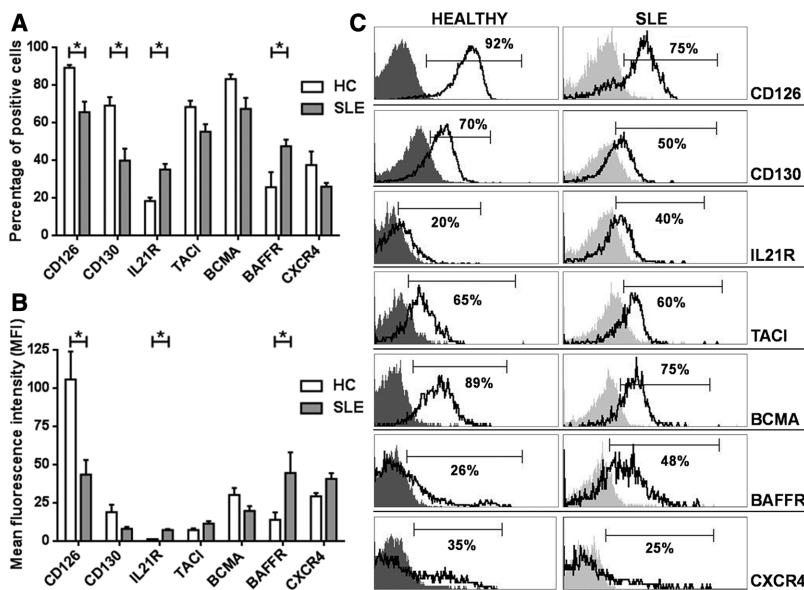 A
Percentage of positive cells
100
80
60
40
20
0
* * * *
HC
SLE
CD126 CD130 IL21R TACI BCMA BAFFR CXCR4
B
Mean fluorescence intensity (MFI)
125
100
75
50
25
0
* * *
HC
SLE
CD126 CD130 IL21R TACI BCMA BAFFR CXCR4
C
HEALTHY SLE
92% 75%
CD126
70% 50%
CD130
20% 40%
IL21R
65% 60%
TACI
89% 75%
BCMA
26% 48%
BAFFR
35% 25%
CXCR4